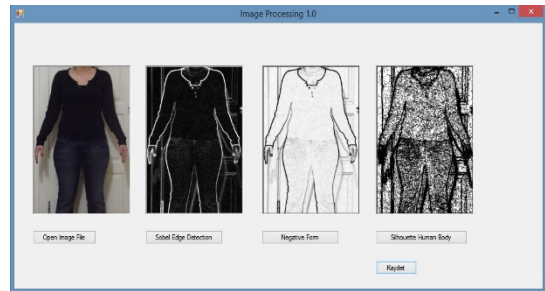 Image Processing 1.0
Open Image File
Sobel Edge Detection
Negative Form
Silhouette Human Body
Kaydet